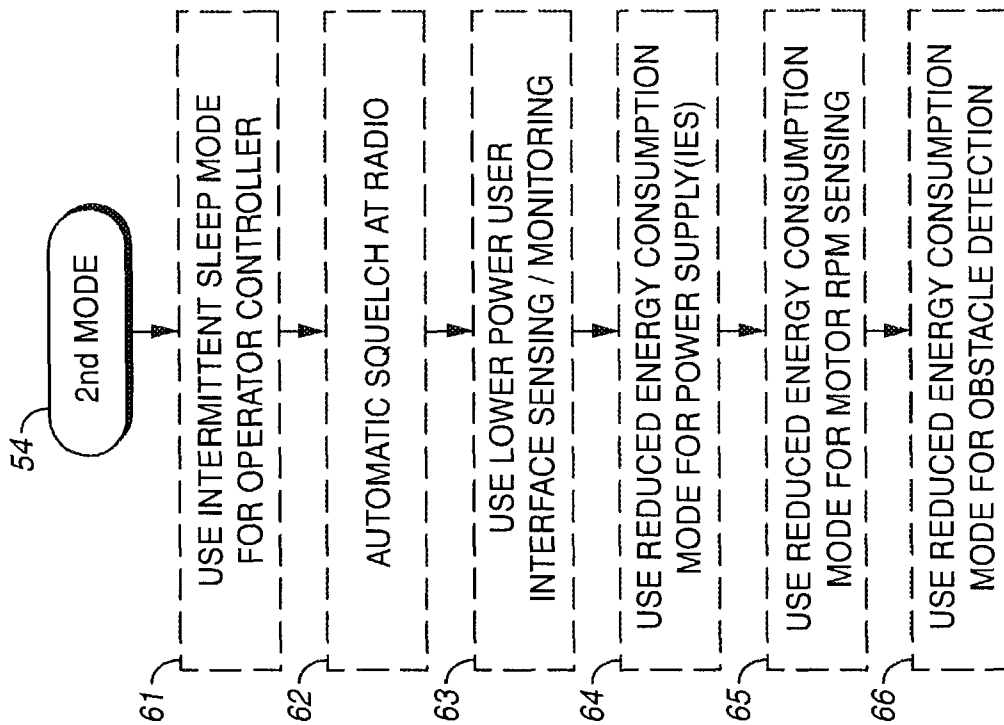 54
2nd MODE
61
USE INTERMITTENT SLEEP MODE
FOR OPERATOR CONTROLLER
62
AUTOMATIC SQUELCH AT RADIO
63
USE LOWER POWER USER
INTERFACE SENSING / MONITORING
64
USE REDUCED ENERGY CONSUMPTION
MODE FOR POWER SUPPLY(IES)
65
USE REDUCED ENERGY CONSUMPTION
MODE FOR MOTOR RPM SENSING
66
USE REDUCED ENERGY CONSUMPTION
MODE FOR OBSTACLE DETECTION